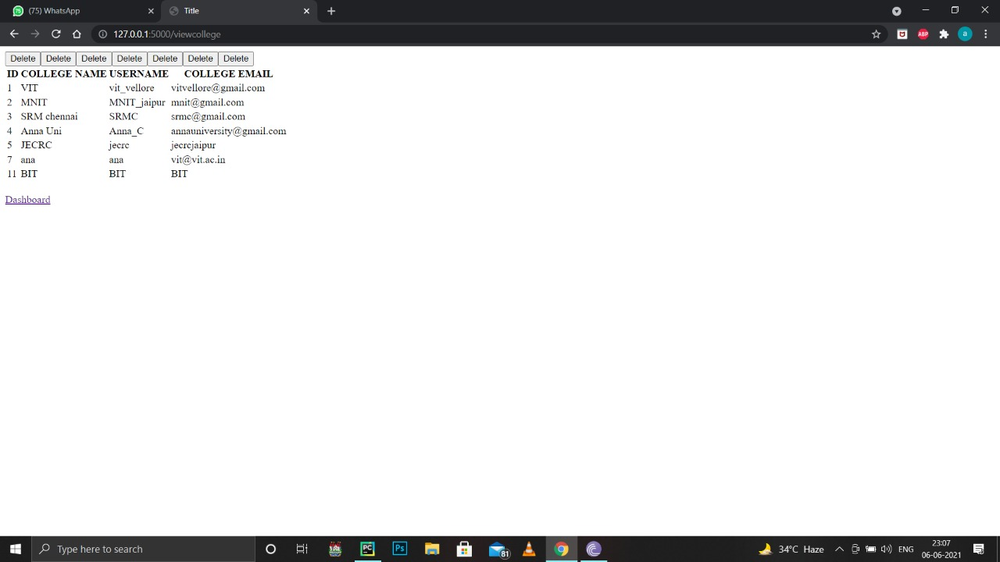 (75) WhatsApp
Title
127.0.0.1:5000/viewcollege
ABP
a
Delete Delete Delete Delete Delete Delete Delete
ID COLLEGE NAME USERNAME COLLEGE EMAIL
1 VIT vit_vellore vitvellore@gmail.com
2 MNIT MNIT_jaipur mnit@gmail.com
3 SRM chennai SRMC srmc@gmail.com
4 Anna Uni Anna_C annauniversity@gmail.com
5 JECRC jecrc jecrcjaipur
7 ana ana vit@vit.ac.in
11 BIT BIT BIT
Dashboard
Type here to search
PC
Ps
81
34°C Haze
ENG
23:07
06-06-2021